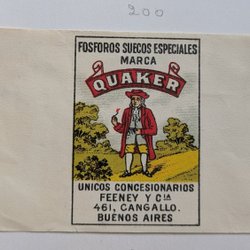 200
FOSFOROS SUECOS ESPECIALES
MARCA
QUAKER
UNICOS CONCESIONARIOS
FEENEY Y CIA
461, CANGALLO.
BUENOS AIRES